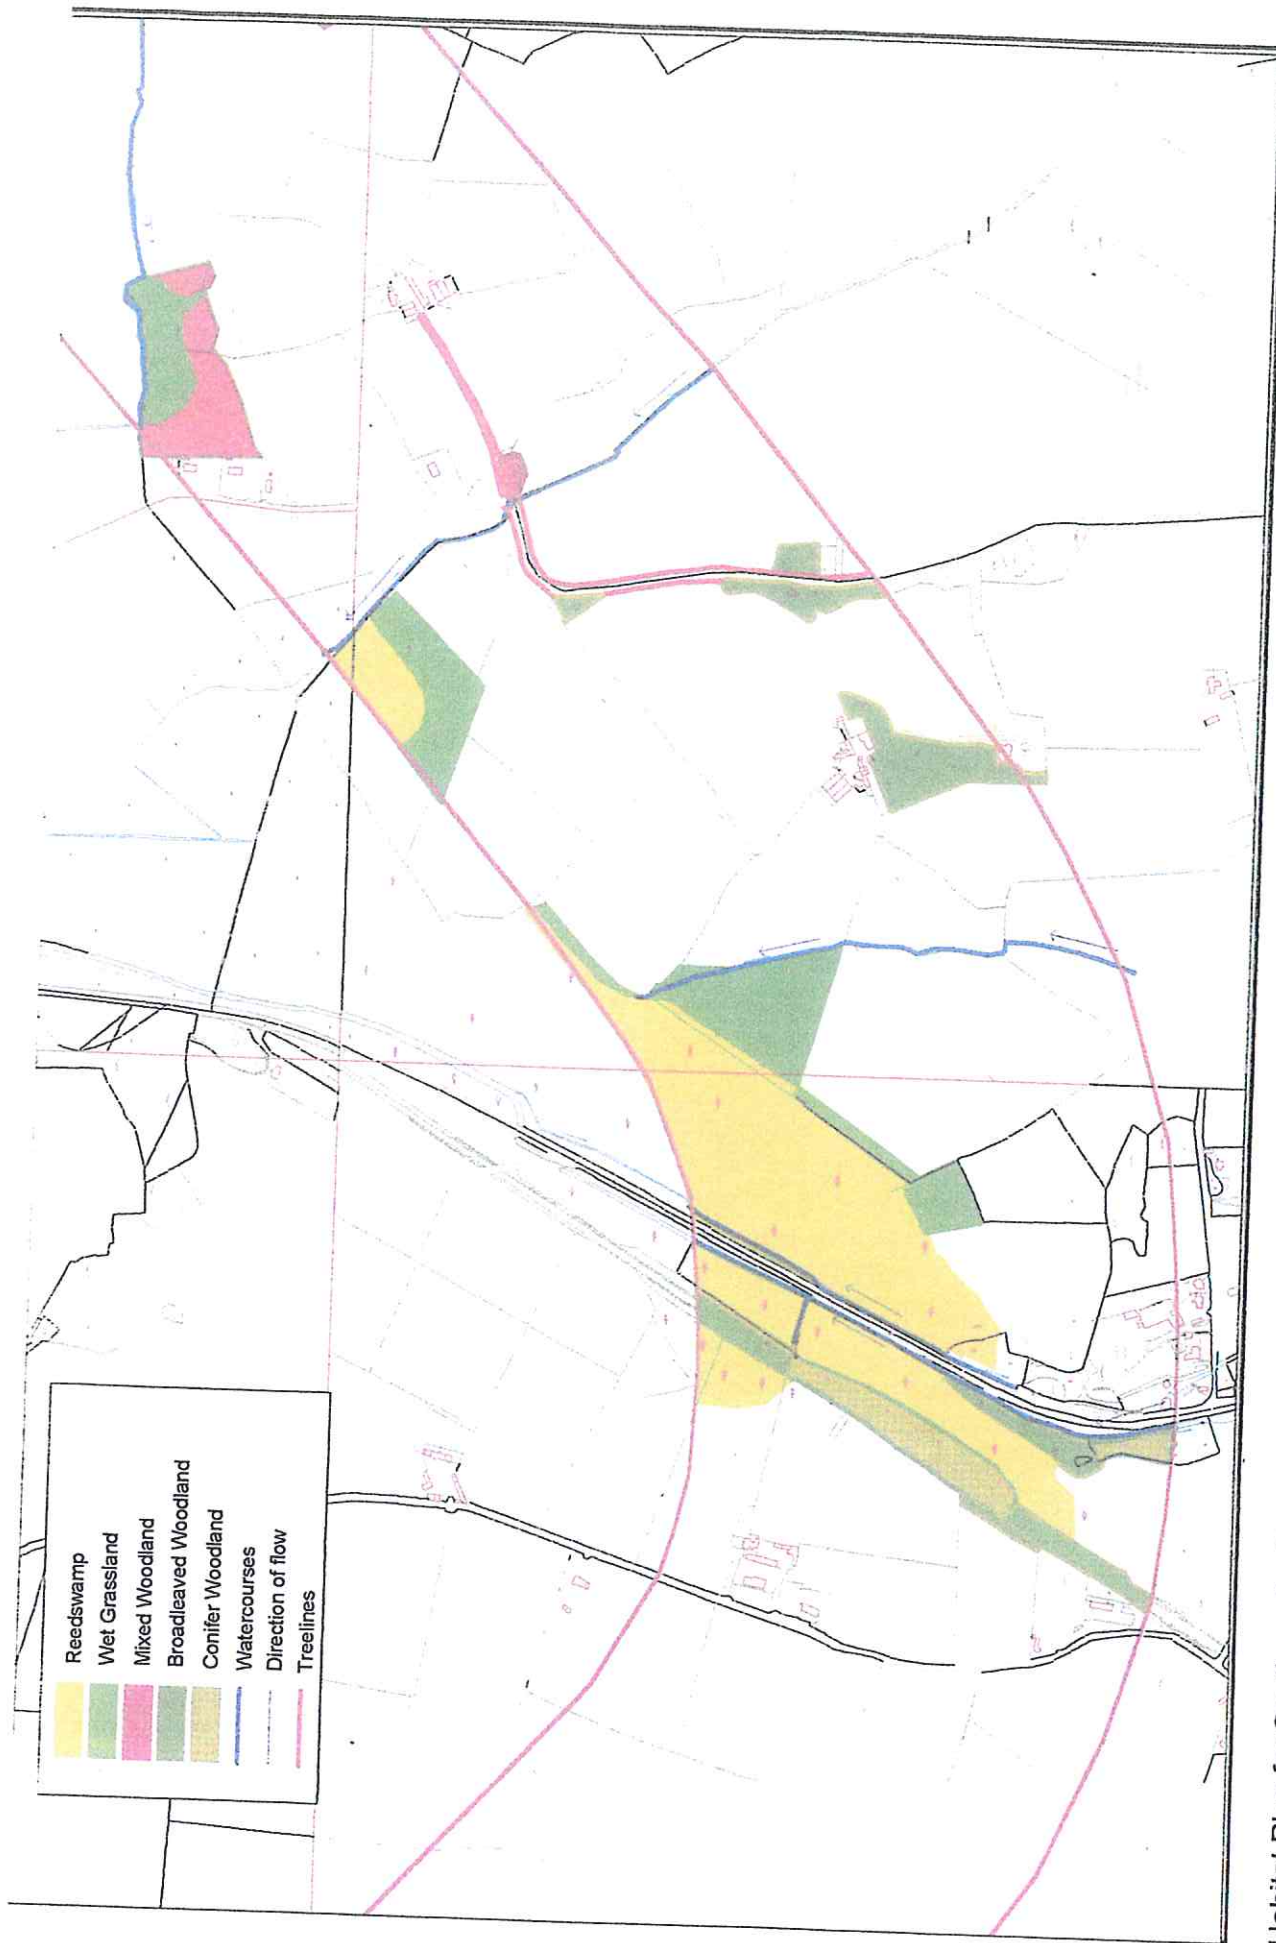 Reedswamp
Wet Grassland
Mixed Woodland
Broadleaved Woodland
Conifer Woodland
Watercourses
Direction of flow
Treelines